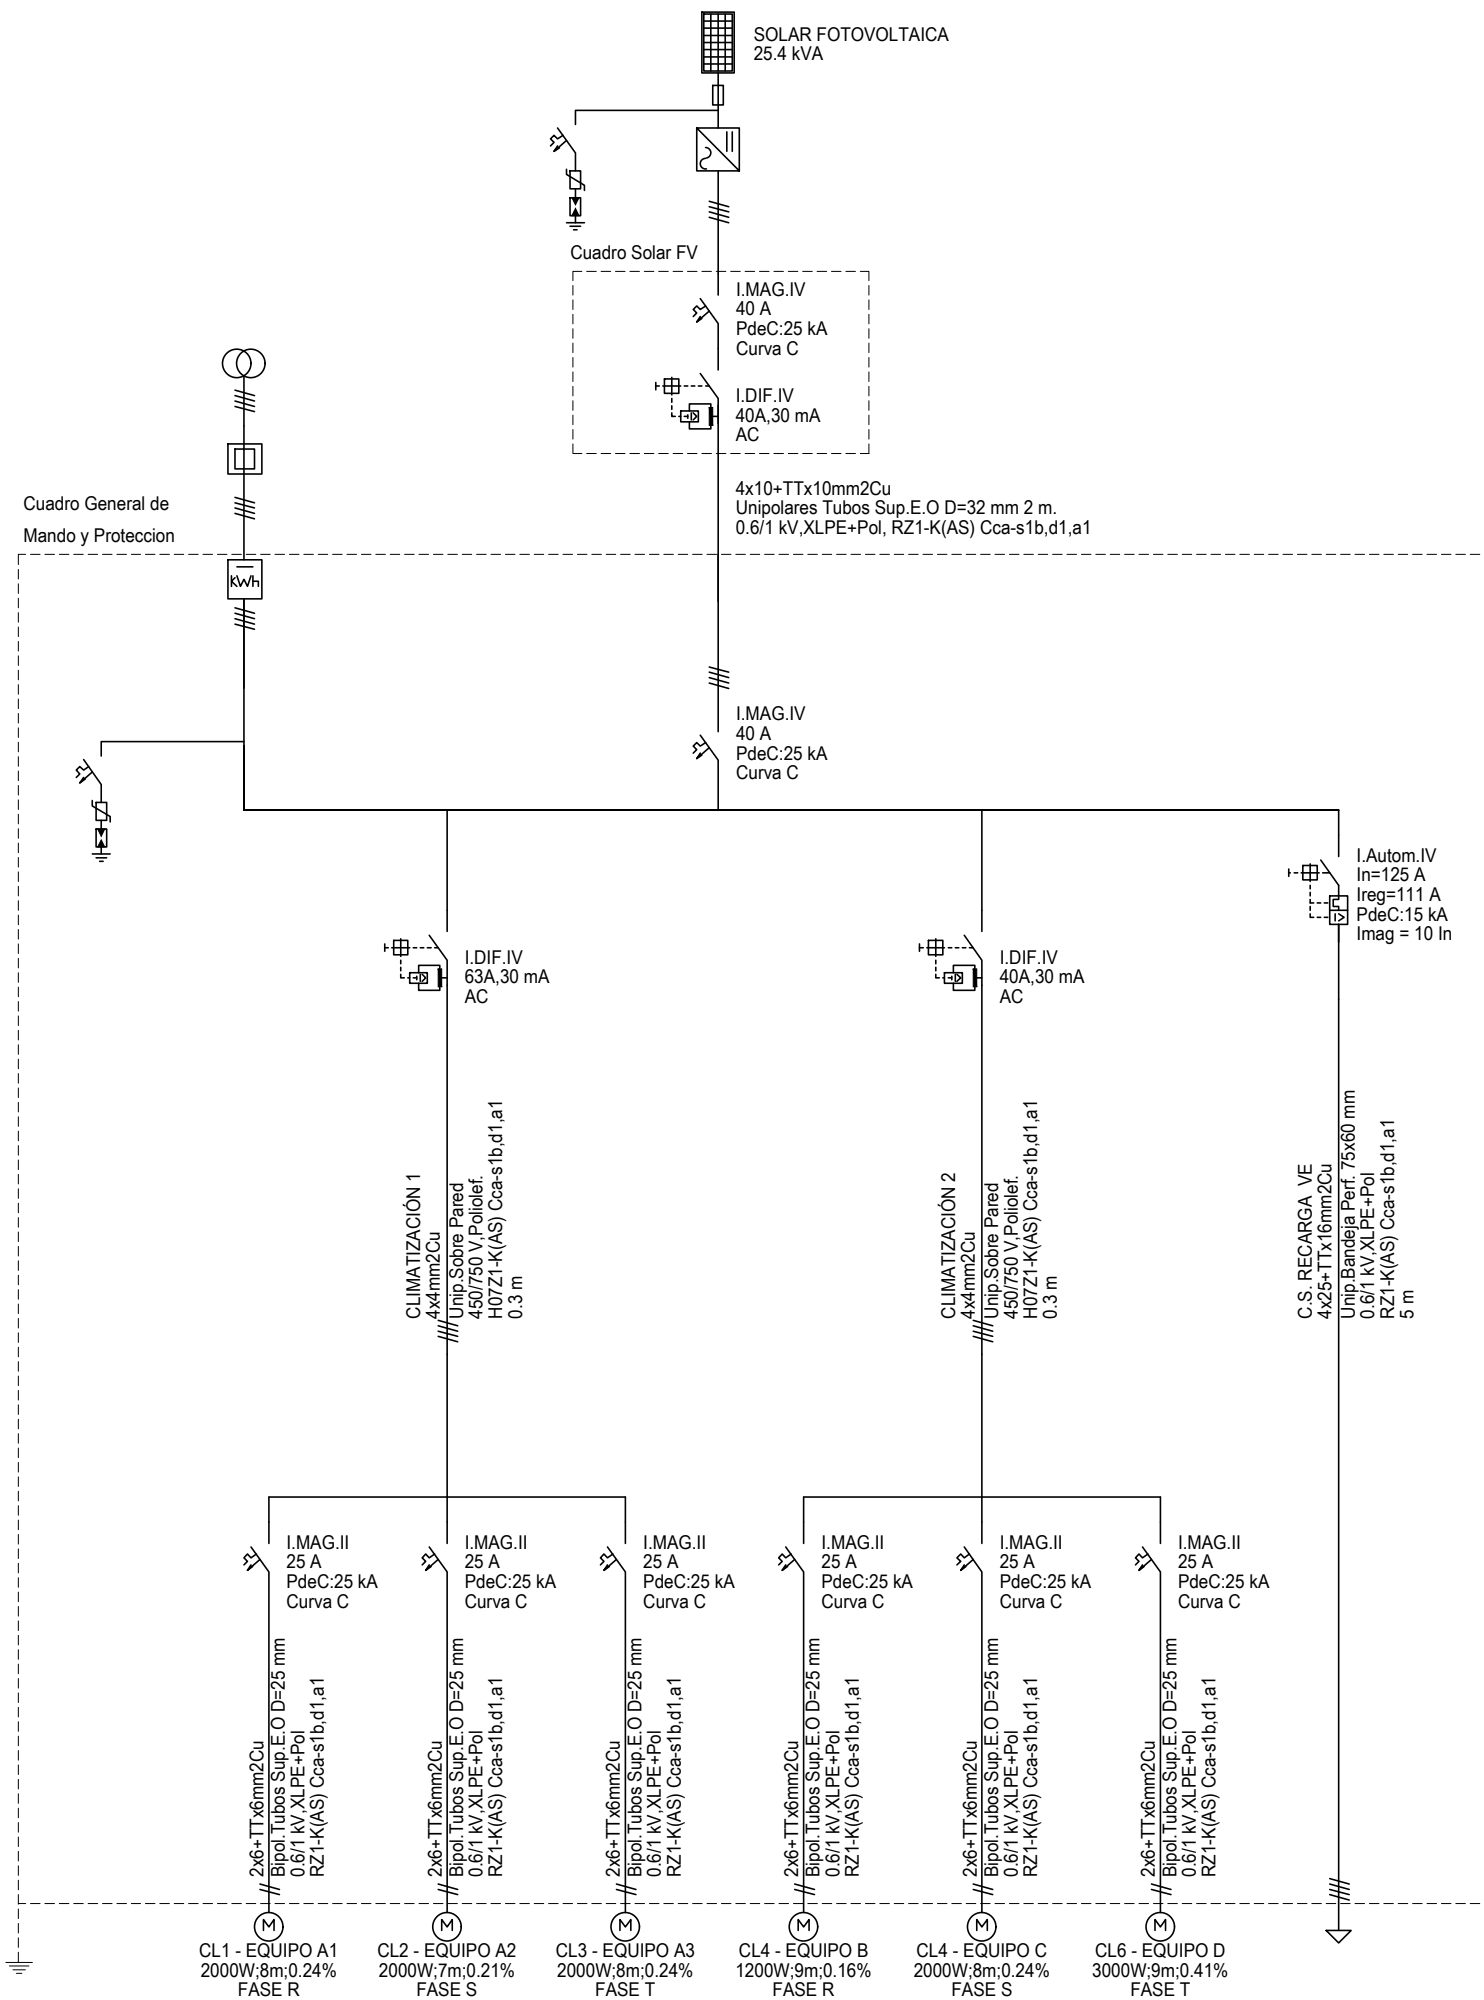 SOLAR FOTOVOLTAICA
25.4 kVA
Cuadro Solar FV
I.MAG.IV
40 A
PdeC:25 kA
Curva C
I.DIF.IV
40A,30 mA
AC
4x10+TTx10mm2Cu
Unipolares Tubos Sup.E.O D=32 mm 2 m.
0.6/1 kV,XLPE+Pol, RZ1-K(AS) Cca-s1b,d1,a1
Cuadro General de
Mando y Proteccion
KWh
I.MAG.IV
40 A
PdeC:25 kA
Curva C
I.DIF.IV
63A,30 mA
AC
I.DIF.IV
40A,30 mA
AC
I.Autom.IV
In=125 A
Ireg=111 A
PdeC:15 kA
Imag = 10 In
CLIMATIZACIÓN 1
4x4mm2Cu
Unip.Sobre Pared
450/750 V,Poliolef.
H07Z1-K(AS) Cca-s1b,d1,a1
0.3 m
CLIMATIZACIÓN 2
4x4mm2Cu
Unip.Sobre Pared
450/750 V,Poliolef.
H07Z1-K(AS) Cca-s1b,d1,a1
0.3 m
C.S. RECARGA VE
4x25+TTx16mm2Cu
Unip.Bandeja Perf. 75x60 mm
0.6/1 kV,XLPE+Pol
RZ1-K(AS) Cca-s1b,d1,a1
5 m
I.MAG.II
25 A
PdeC:25 kA
Curva C
I.MAG.II
25 A
PdeC:25 kA
Curva C
I.MAG.II
25 A
PdeC:25 kA
Curva C
I.MAG.II
25 A
PdeC:25 kA
Curva C
I.MAG.II
25 A
PdeC:25 kA
Curva C
I.MAG.II
25 A
PdeC:25 kA
Curva C
2x6+TTx6mm2Cu
Bipol.Tubos Sup.E.O D=25 mm
0.6/1 kV,XLPE+Pol
RZ1-K(AS) Cca-s1b,d1,a1
2x6+TTx6mm2Cu
Bipol.Tubos Sup.E.O D=25 mm
0.6/1 kV,XLPE+Pol
RZ1-K(AS) Cca-s1b,d1,a1
2x6+TTx6mm2Cu
Bipol.Tubos Sup.E.O D=25 mm
0.6/1 kV,XLPE+Pol
RZ1-K(AS) Cca-s1b,d1,a1
2x6+TTx6mm2Cu
Bipol.Tubos Sup.E.O D=25 mm
0.6/1 kV,XLPE+Pol
RZ1-K(AS) Cca-s1b,d1,a1
2x6+TTx6mm2Cu
Bipol.Tubos Sup.E.O D=25 mm
0.6/1 kV,XLPE+Pol
RZ1-K(AS) Cca-s1b,d1,a1
2x6+TTx6mm2Cu
Bipol.Tubos Sup.E.O D=25 mm
0.6/1 kV,XLPE+Pol
RZ1-K(AS) Cca-s1b,d1,a1
M
CL1 - EQUIPO A1
2000W;8m;0.24%
FASE R
M
CL2 - EQUIPO A2
2000W;7m;0.21%
FASE S
M
CL3 - EQUIPO A3
2000W;8m;0.24%
FASE T
M
CL4 - EQUIPO B
1200W;9m;0.16%
FASE R
M
CL4 - EQUIPO C
2000W;8m;0.24%
FASE S
M
CL6 - EQUIPO D
3000W;9m;0.41%
FASE T